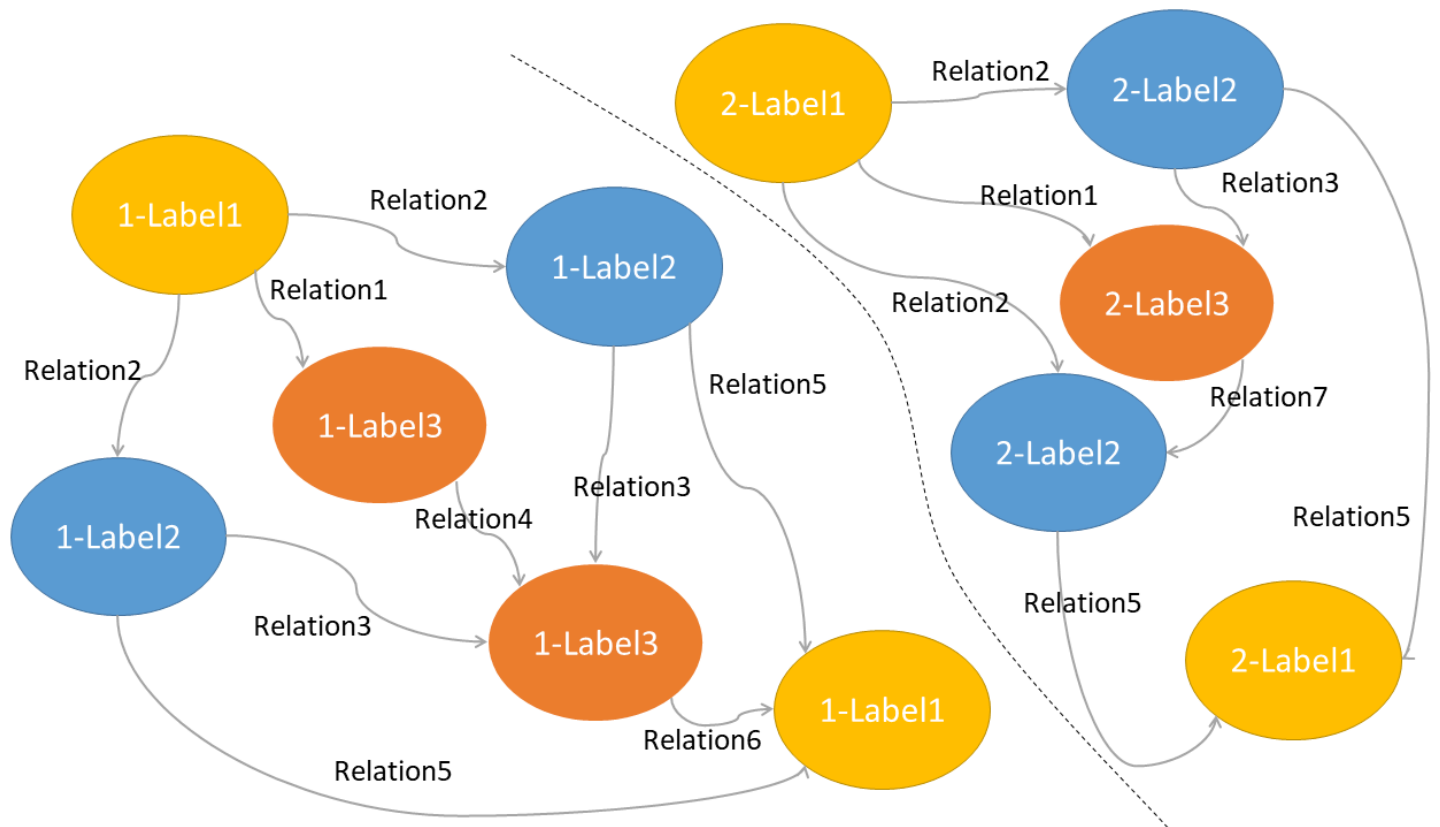 2-Label1
Relation2
2-Label2
Relation1
Relation3
Relation2
2-Label3
Relation7
2-Label2
Relation5
Relation5
2-Label1
1-Label1
Relation2
1-Label2
Relation1
Relation2
1-Label3
Relation5
Relation3
Relation4
1-Label2
Relation3
1-Label3
1-Label1
Relation6
Relation5